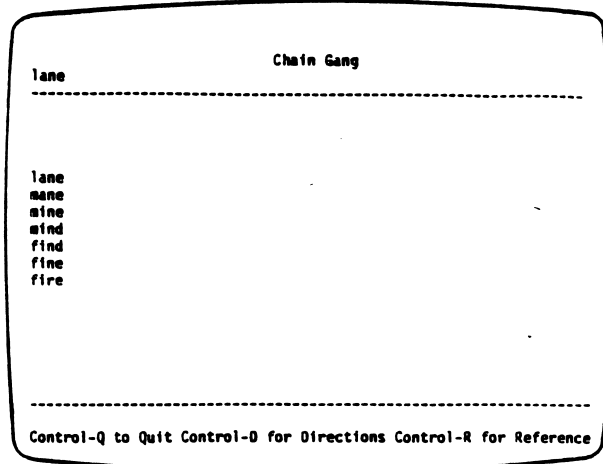 Chain Gang
lane
lane
mane
mine
mind
find
fine
fire
Control-Q to Quit Control-D for Directions Control-R for Reference